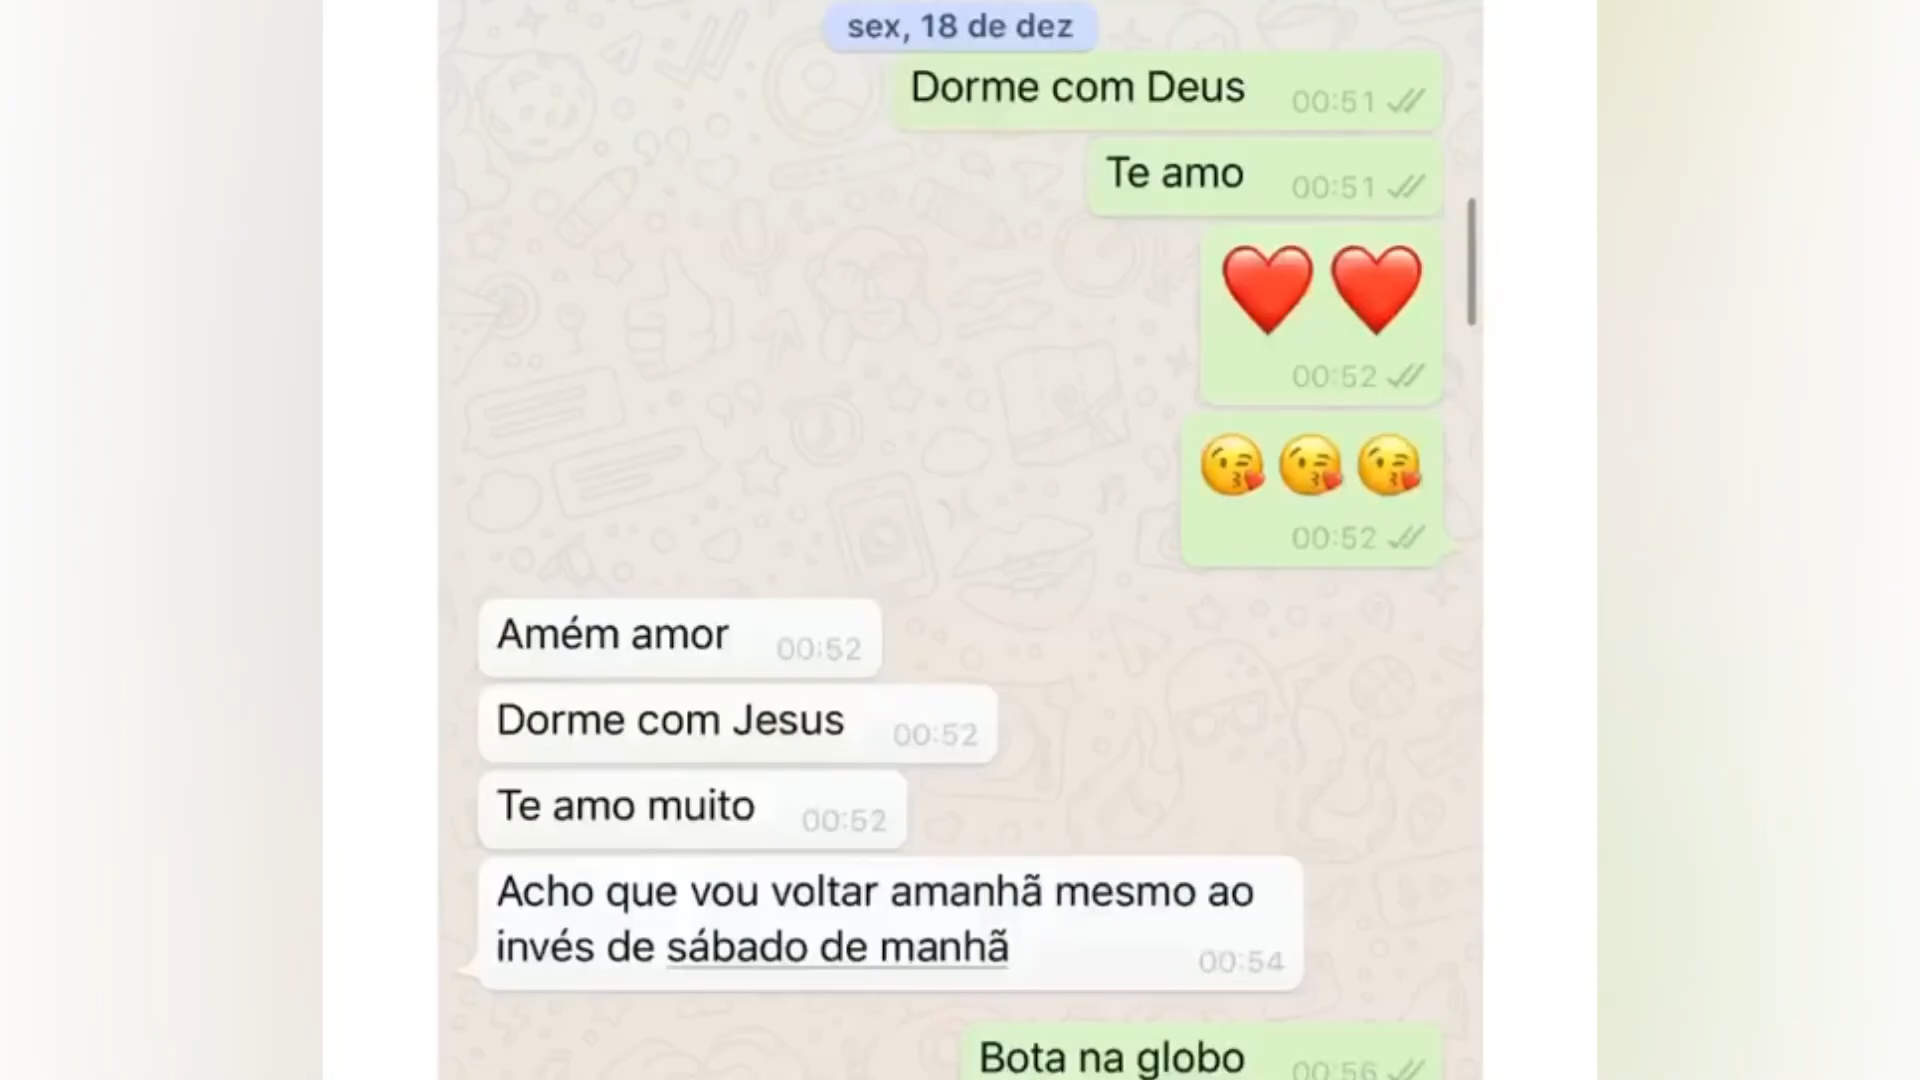 sex, 18 de dez
Dorme com Deus 00:51
Te amo 00:51
00:52
00:52
Amém amor 00:52
Dorme com Jesus 00:52
Te amo muito 00:52
Acho que vou voltar amanhã mesmo ao
invés de sábado de manhã 00:54
Bota na globo 00:56